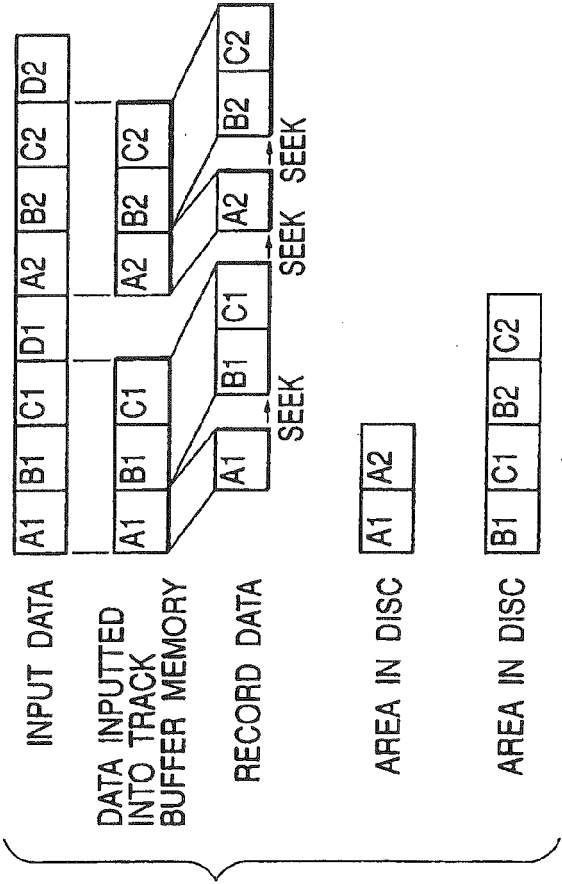 INPUT DATA
A1 B1 C1 D1 A2 B2 C2 D2
DATA INPUTTED
INTO TRACK
BUFFER MEMORY
A1 B1 C1 A2 B2 C2
RECORD DATA
A1 B1 C1 A2 B2 C2
SEEK SEEK SEEK
AREA IN DISC
A1 A2
AREA IN DISC
B1 C1 B2 C2